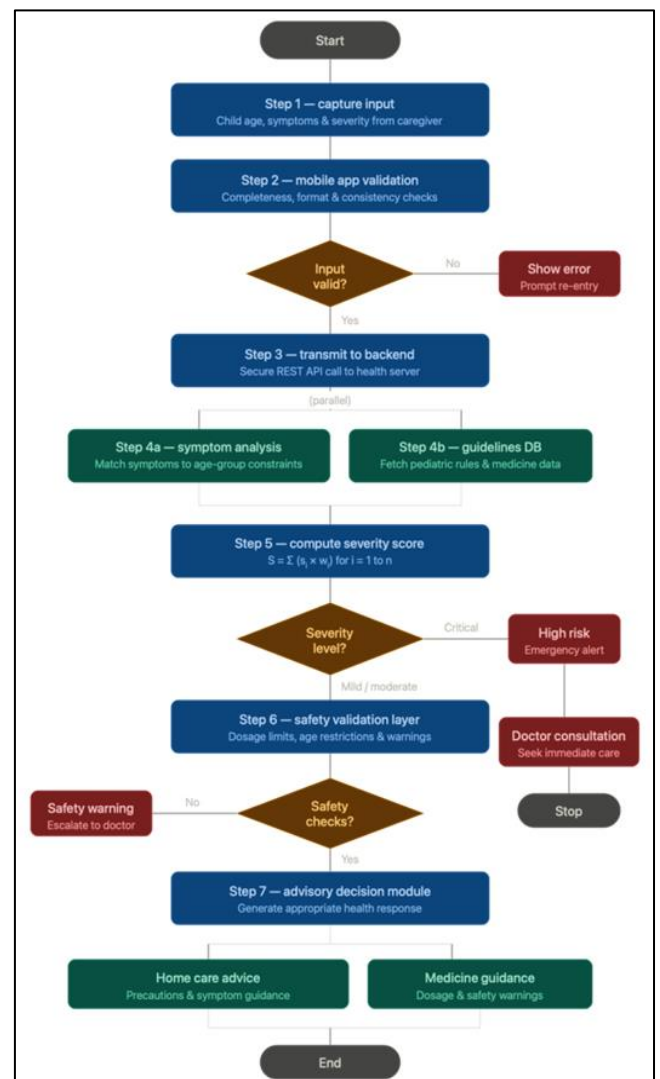 Start
Step 1 — capture input
Child age, symptoms & severity from caregiver
Step 2 — mobile app validation
Completeness, format & consistency checks
Input
valid?
No
Show error
Prompt re-entry
Yes
Step 3 — transmit to backend
Secure REST API call to health server
(parallel)
Step 4a — symptom analysis
Match symptoms to age-group constraints
Step 4b — guidelines DB
Fetch pediatric rules & medicine data
Step 5 — compute severity score
S = Σ (sᵢ × wᵢ) for i = 1 to n
Severity
level?
Critical
High risk
Emergency alert
Mild / moderate
Step 6 — safety validation layer
Dosage limits, age restrictions & warnings
Doctor consultation
Seek immediate care
Stop
Safety
checks?
No
Safety warning
Escalate to doctor
Yes
Step 7 — advisory decision module
Generate appropriate health response
Home care advice
Precautions & symptom guidance
Medicine guidance
Dosage & safety warnings
End